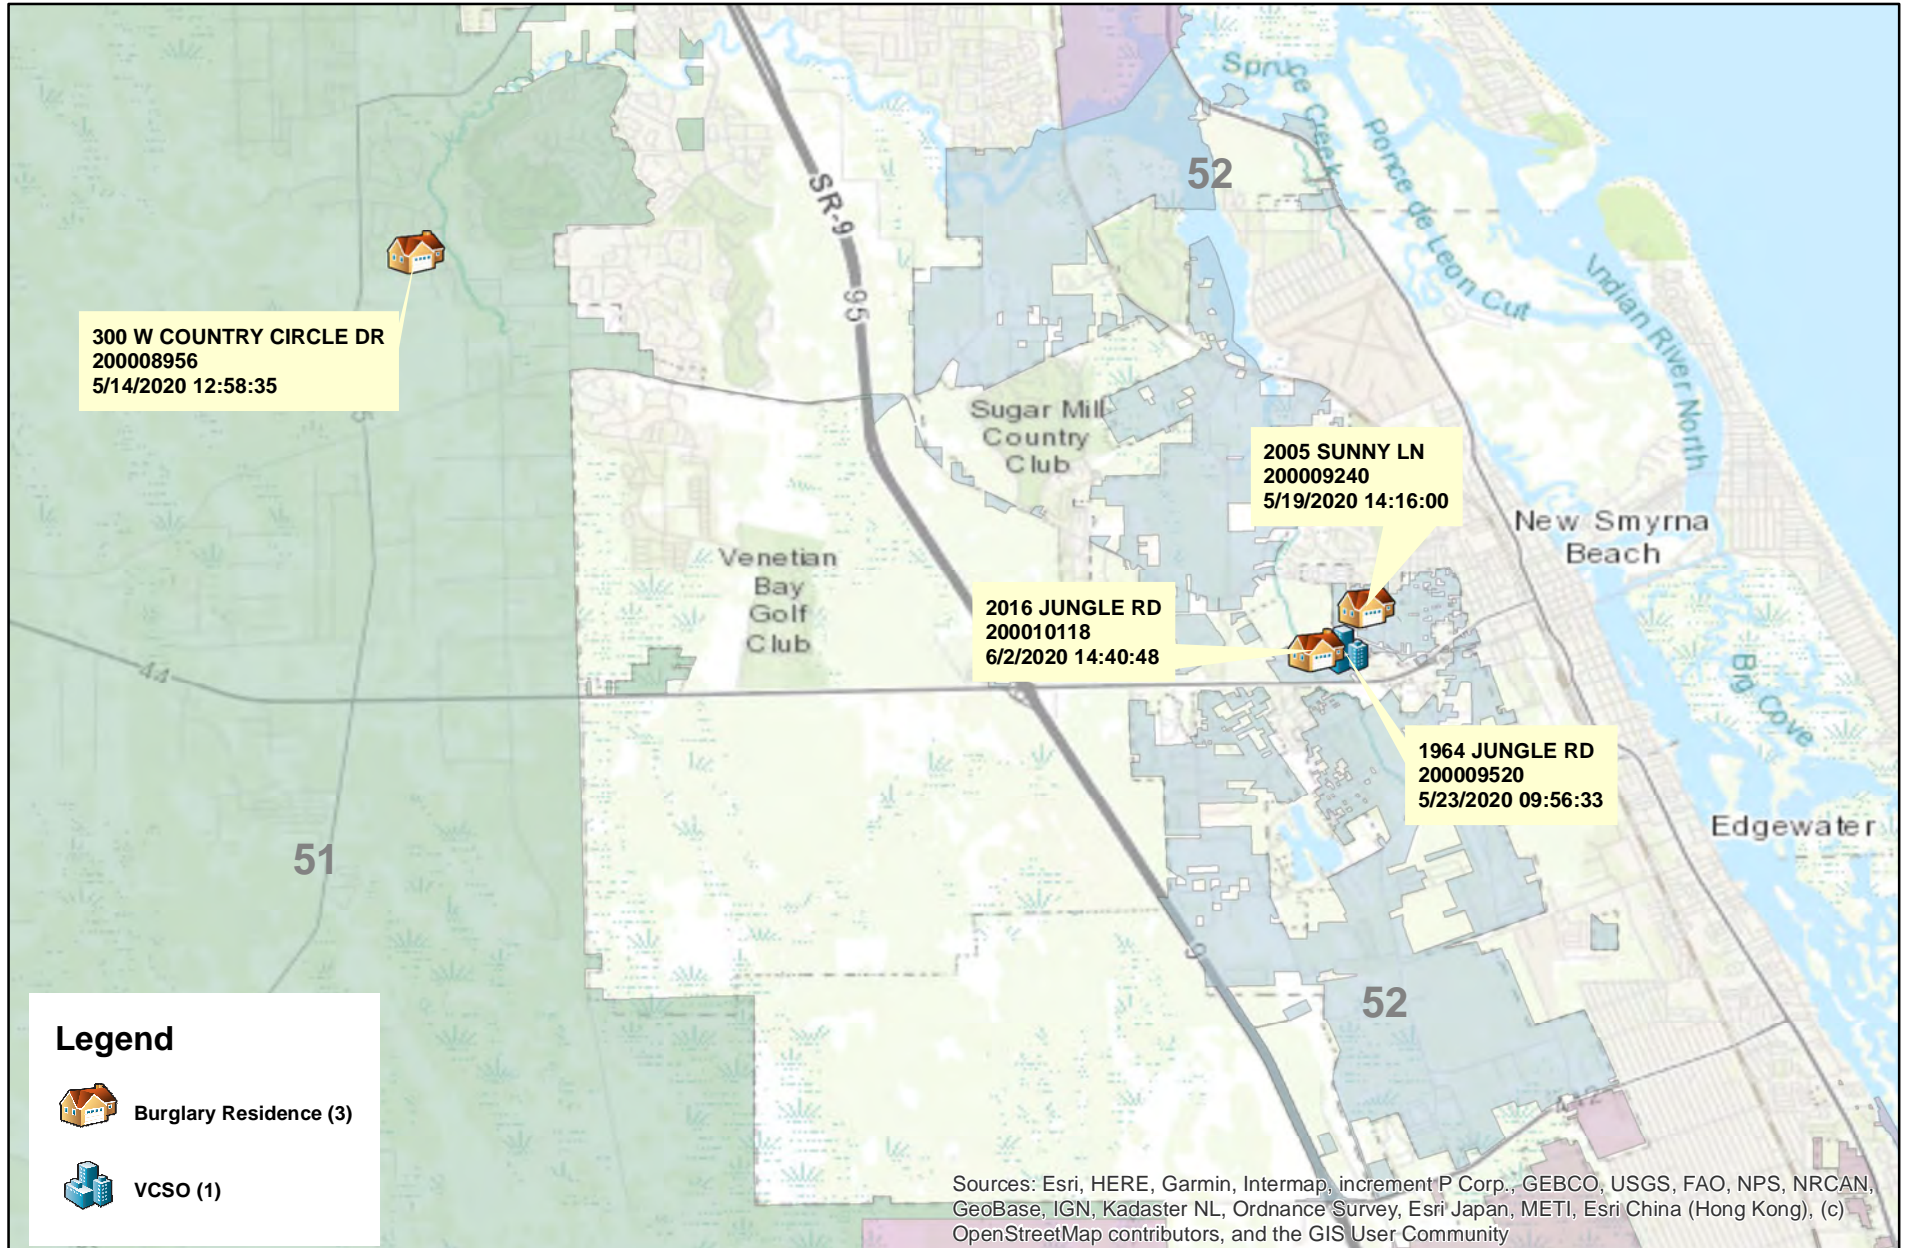 52
Spruce Creek
Ponce de Leon Cut
Indian River North
SR-9
95
300 W COUNTRY CIRCLE DR
200008956
5/14/2020 12:58:35
5
Sugar Mill
Country
Club
2005 SUNNY LN
200009240
5/19/2020 14:16:00
New Smyrna
Beach
Venetian
Bay
Golf
Club
2016 JUNGLE RD
200010118
6/2/2020 14:40:48
44
Big Cove
1964 JUNGLE RD
200009520
5/23/2020 09:56:33
Edgewater
51
9
52
Legend
Burglary Residence (3)
VCSO (1)
Sources: Esri, HERE, Garmin, Intermap, increment P Corp., GEBCO, USGS, FAO, NPS, NRCAN,
GeoBase, IGN, Kadaster NL, Ordnance Survey, Esri Japan, METI, Esri China (Hong Kong), (c)
OpenStreetMap contributors, and the GIS User Community